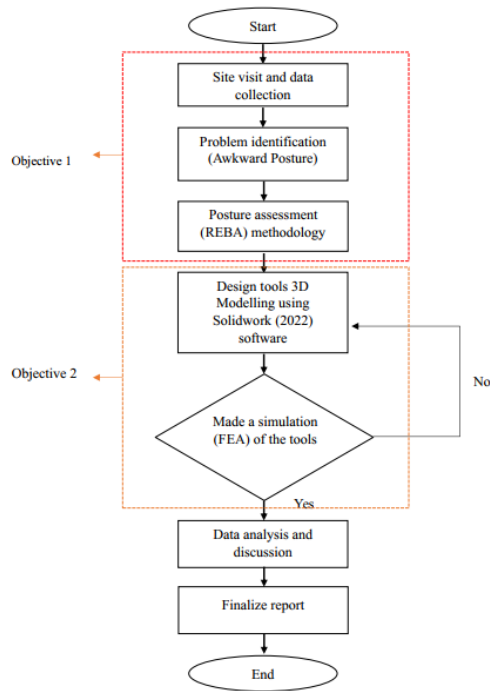 Start
Site visit and data
collection
Problem identification
(Awkward Posture)
Objective 1
Posture assessment
(REBA) methodology
Design tools 3D
Modelling using
Solidwork (2022)
software
Objective 2
No
Made a simulation
(FEA) of the tools
Yes
Data analysis and
discussion
Finalize report
End